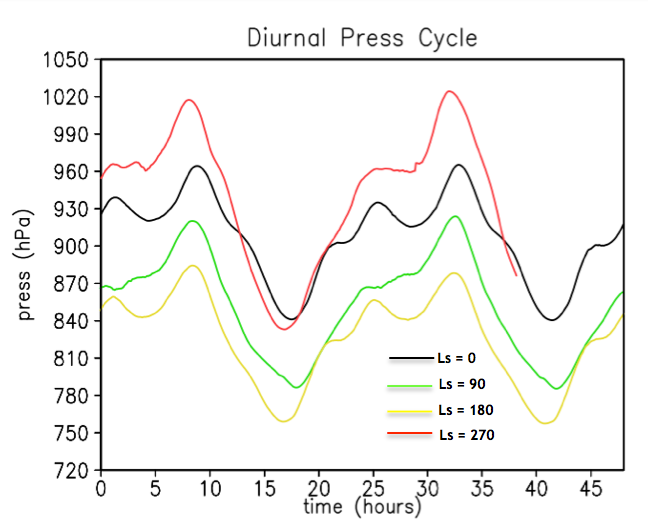 Diurnal Press Cycle
press (hPa)
1050
1020
990
960
930
900
870
840
810
780
750
720
Ls = 0
Ls = 90
Ls = 180
Ls = 270
0 5 10 15 20 25 30 35 40 45
time (hours)